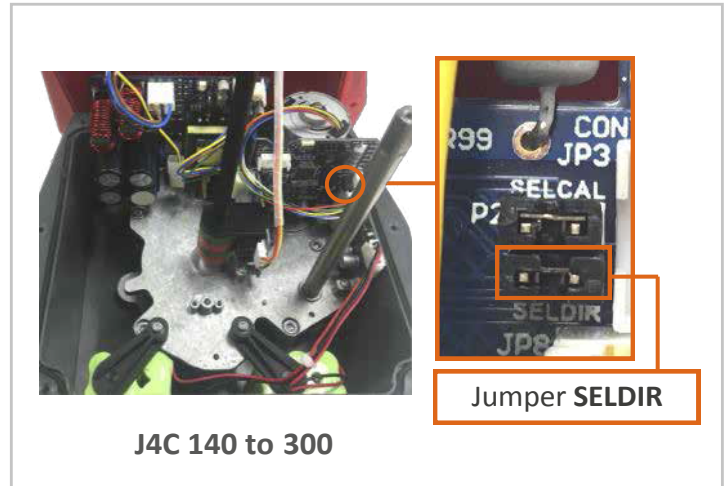 R99
CON
JP3
SELCAL
P2
SELDIR
JP8
Jumper SELDIR
J4C 140 to 300